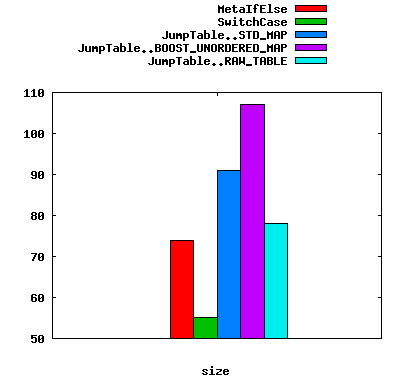 MetaIfElse
SwitchCase
JumpTable..STD_MAP
JumpTable..BOOST_UNORDERED_MAP
JumpTable..RAW_TABLE
110
100
90
80
70
60
50
size